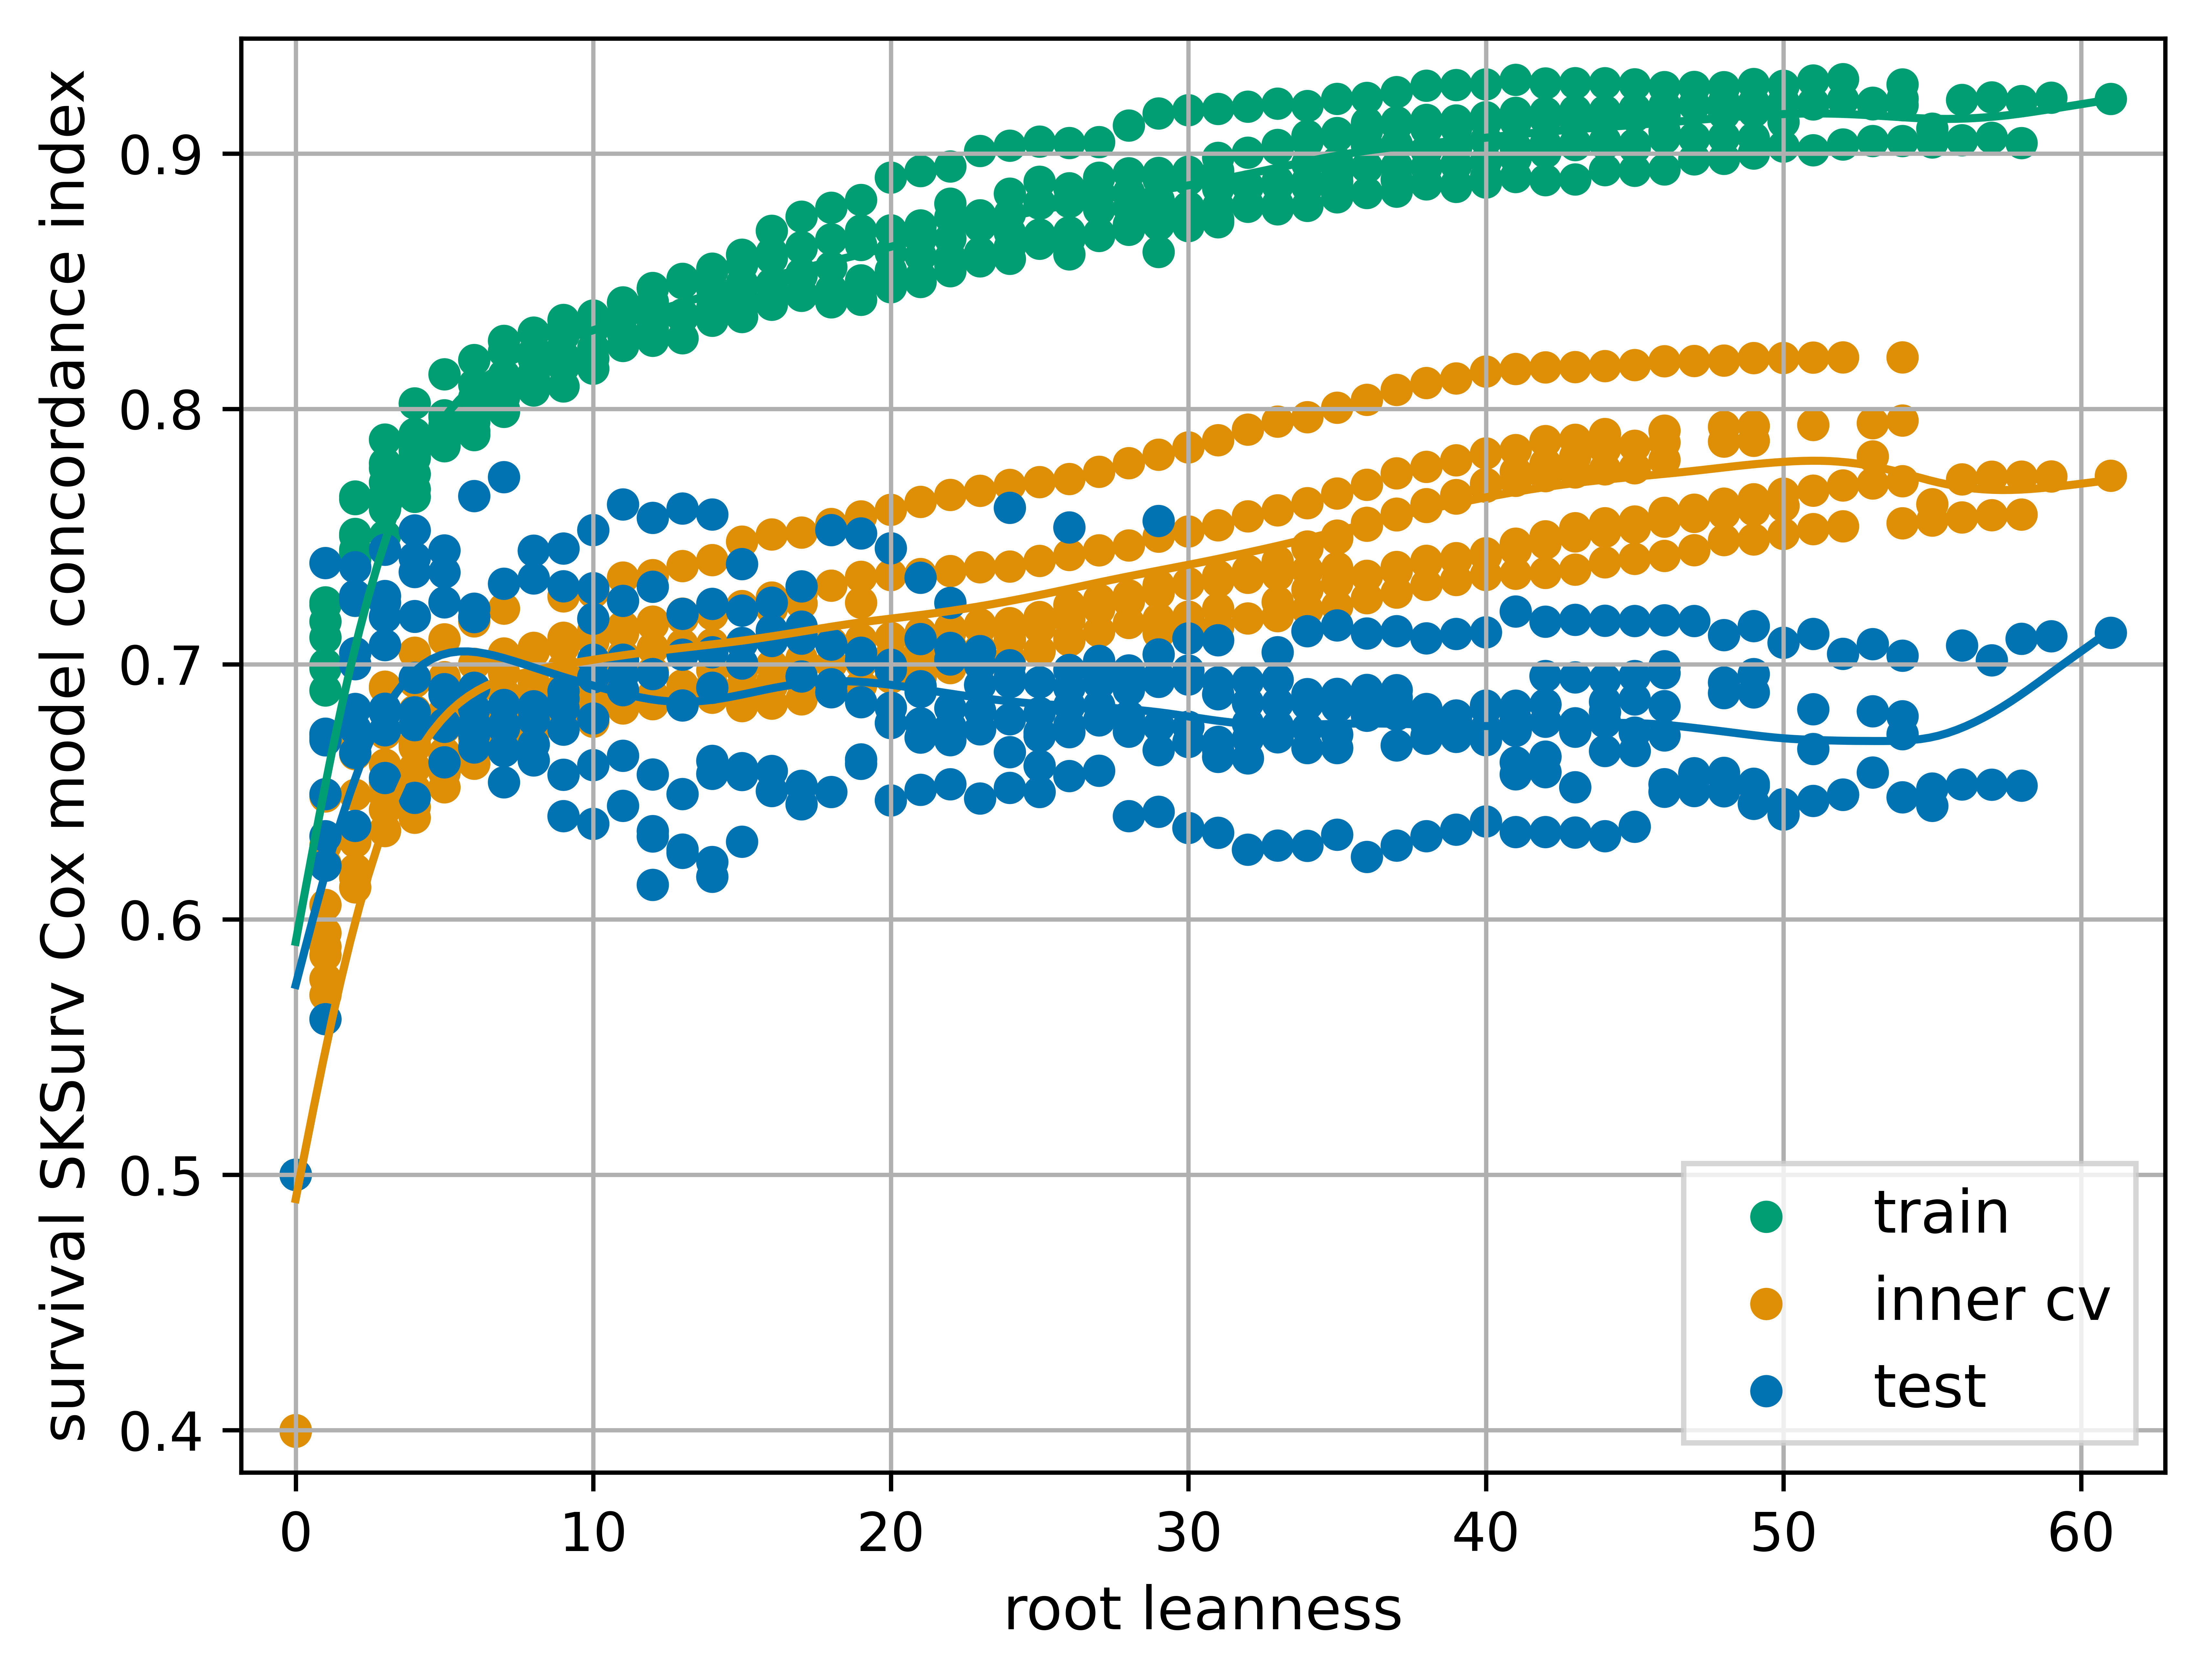 survival SKSurv Cox model concordance index
0.9
0.8
0.7
0.6
0.5
0.4
train
inner cv
test
0 10 20 30 40 50 60
root leanness